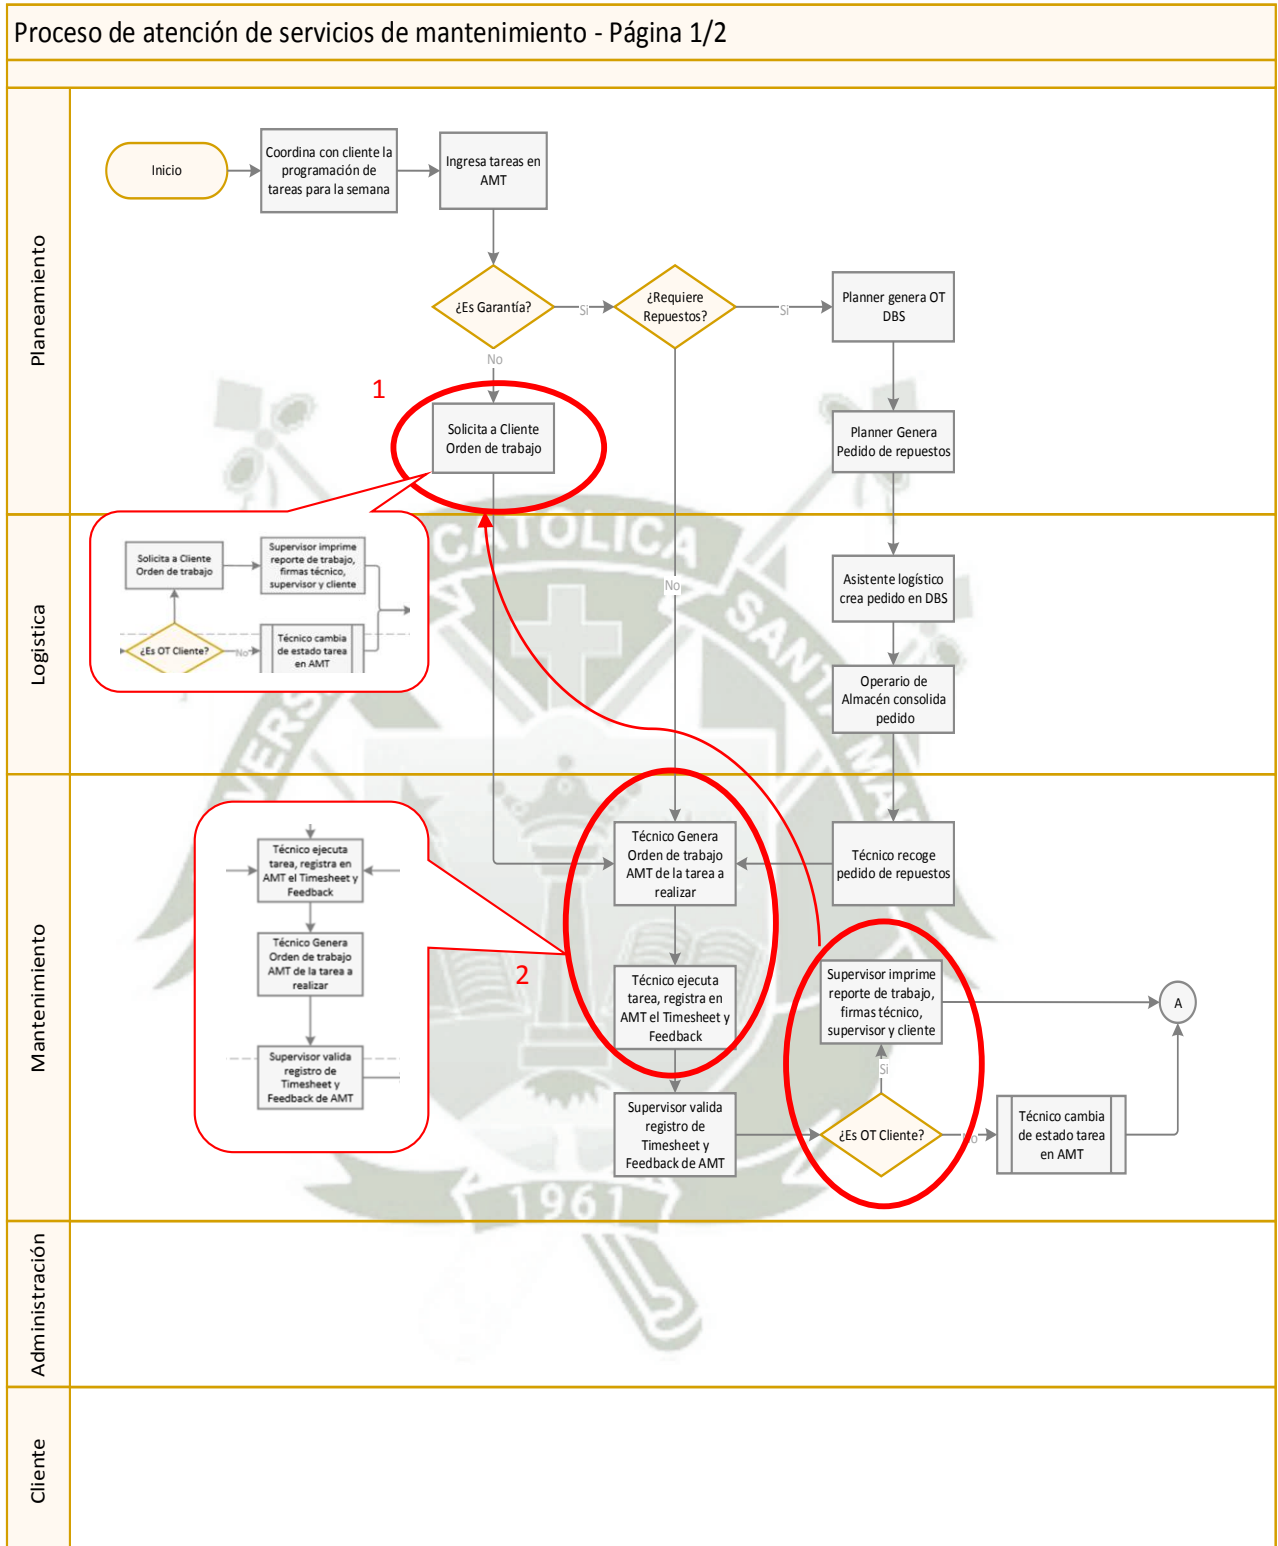 Proceso de atención de servicios de mantenimiento - Página 1/2
Planeamiento
Inicio
Coordina con cliente la
programación de
tareas para la semana
Ingresa tareas en
AMT
¿Es Garantía?
Si
¿Requiere
Repuestos?
Si
Planner genera OT
DBS
No
1
Solicita a Cliente
Orden de trabajo
Planner Genera
Pedido de repuestos
Logistica
CATOLICA
SANTA MA
VERS
Solicita a Cliente
Orden de trabajo
Supervisor imprime
reporte de trabajo,
firmas técnico,
supervisor y cliente
¿Es OT Cliente?
No
Técnico cambia
de estado tarea
en AMT
No
Asistente logístico
crea pedido en DBS
Operario de
Almacén consolida
pedido
Mantenimiento
Técnico ejecuta
tarea, registra en
AMT el Timesheet y
Feedback
Técnico Genera
Orden de trabajo
AMT de la tarea a
realizar
Supervisor valida
registro de
Timesheet y
Feedback de AMT
2
Técnico Genera
Orden de trabajo
AMT de la tarea a
realizar
Técnico recoge
pedido de repuestos
Técnico ejecuta
tarea, registra en
AMT el Timesheet y
Feedback
Supervisor imprime
reporte de trabajo,
firmas técnico,
supervisor y cliente
A
Si
Supervisor valida
registro de
Timesheet y
Feedback de AMT
¿Es OT Cliente?
No
Técnico cambia
de estado tarea
en AMT
1961
Administración
Cliente